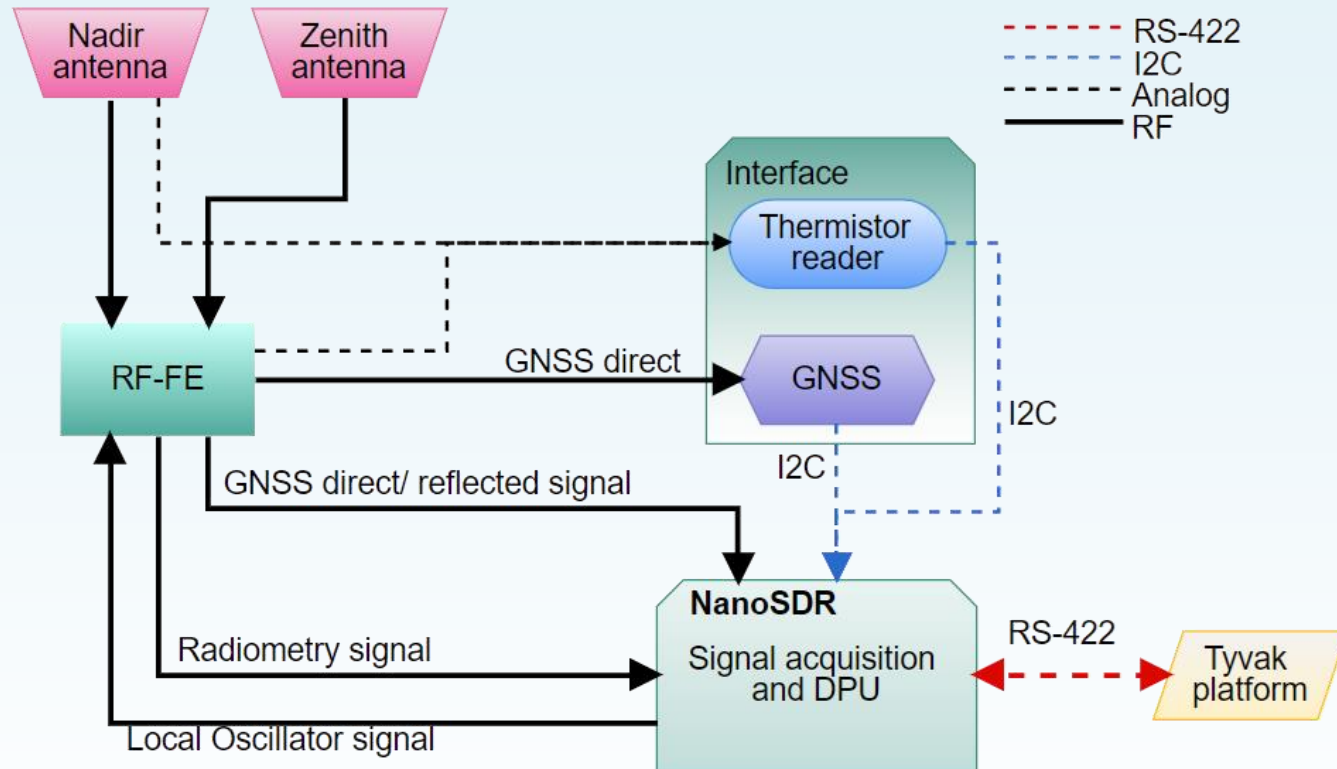 Nadir
antenna
Zenith
antenna
RS-422
I2C
Analog
RF
Interface
Thermistor
reader
RF-FE
GNSS direct
GNSS
I2C
I2C
GNSS direct/ reflected signal
NanoSDR
Signal acquisition
and DPU
RS-422
Tyvak
platform
Radiometry signal
Local Oscillator signal